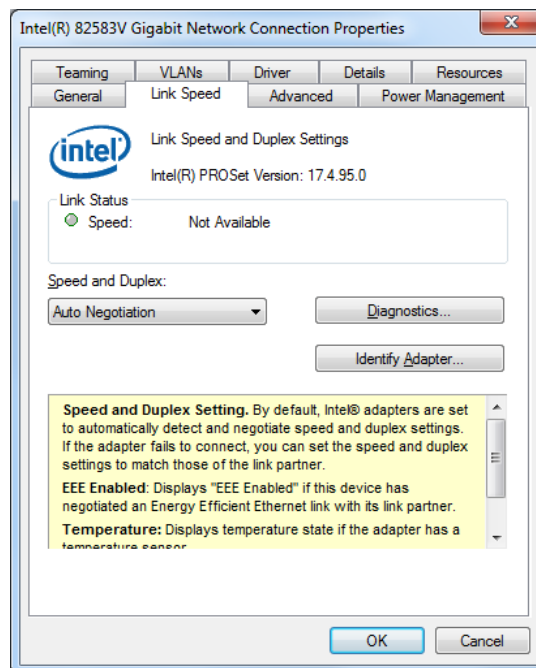 Intel(R) 82583V Gigabit Network Connection Properties
Teaming VLANs Driver Details Resources
General Link Speed Advanced Power Management
intel Link Speed and Duplex Settings
Intel(R) PROSet Version: 17.4.95.0
Link Status
Speed: Not Available
Speed and Duplex:
Auto Negotiation Diagnostics...
Identify Adapter...
Speed and Duplex Setting. By default, Intel® adapters are set
to automatically detect and negotiate speed and duplex settings.
If the adapter fails to connect, you can set the speed and duplex
settings to match those of the link partner.
EEE Enabled: Displays "EEE Enabled" if this device has
negotiated an Energy Efficient Ethernet link with its link partner.
Temperature: Displays temperature state if the adapter has a
temperature sensor
OK Cancel